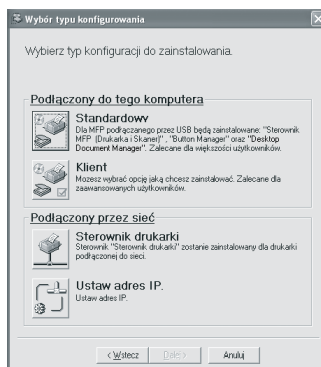 Wybór typu konfigurowania
Wybierz typ konfiguracji do zainstalowania.
Podłączony do tego komputera
Standardowy
Dla MFP podłączanego przez USB będą zainstalowane: "Sterownik
MFP (Drukarka i Skaner)" , "Button Manager" oraz "Desktop
Document Manager". Zalecane dla większości użytkowników.
Klient
Mozesz wybrać opcję jaką chcesz zainstalować. Zalecane dla
zaawansowanych użytkowników.
Podłączony przez sieć
Sterownik drukarki
Sterownik "Sterownik drukarki" zostanie zainstalowany dla drukarki
podłączonej do sieci.
Ustaw adres IP.
Ustaw adres IP.
< Wstecz
Dalej >
Anuluj